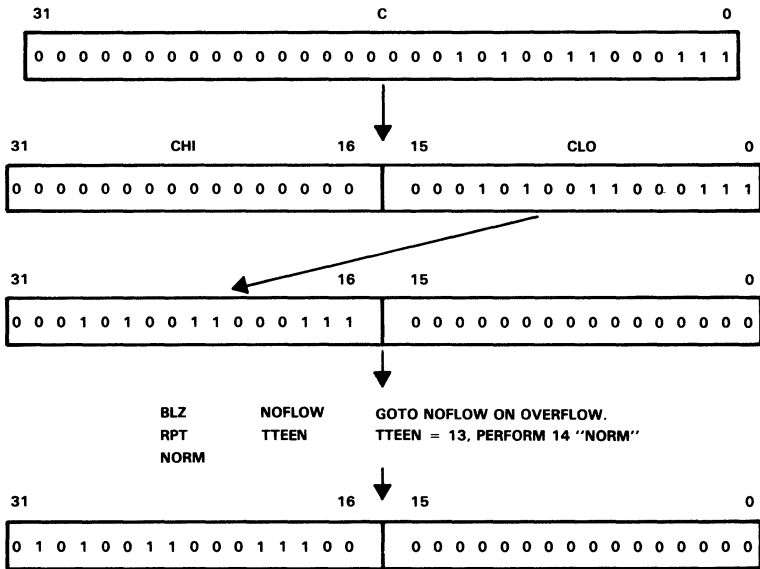 31 C 0
0 0 0 0 0 0 0 0 0 0 0 0 0 0 0 0 0 0 0 1 0 1 0 0 1 1 0 0 0 1 1 1
31 CHI 16 15 CLO 0
0 0 0 0 0 0 0 0 0 0 0 0 0 0 0 0 0 0 0 1 0 1 0 0 1 1 0 0 0 1 1 1
31 16 15 0
0 0 0 1 0 1 0 0 1 1 0 0 0 1 1 1 0 0 0 0 0 0 0 0 0 0 0 0 0 0 0 0
BLZ NOFLOW GOTO NOFLOW ON OVERFLOW.
RPT TTEEN TTEEN = 13, PERFORM 14 "NORM"
NORM
31 16 15 0
0 1 0 1 0 0 1 1 0 0 0 1 1 1 0 0 0 0 0 0 0 0 0 0 0 0 0 0 0 0 0 0